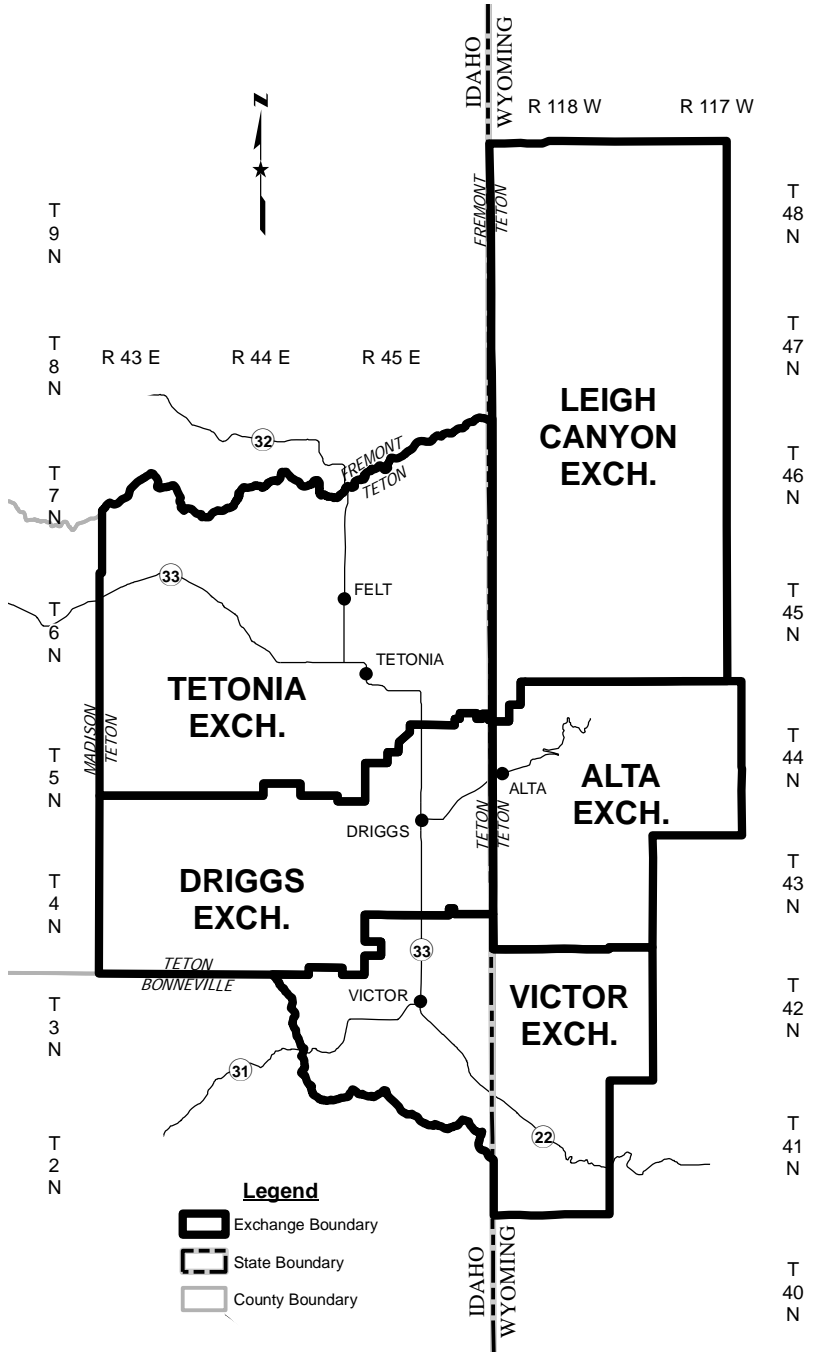 IDAHO
WYOMING
R 118 W
R 117 W
N
T
9
N
T
48
N
FREMONT
TETON
T
8
N
R 43 E
R 44 E
R 45 E
T
47
N
LEIGH
CANYON
EXCH.
32
FREMONT
TETON
T
7
N
T
46
N
33
FELT
T
6
N
T
45
N
TETONIA
TETONIA
EXCH.
MADISON
TETON
T
5
N
T
44
N
ALTA
ALTA
EXCH.
DRIGGS
TETON
TETON
DRIGGS
EXCH.
T
4
N
T
43
N
33
TETON
BONNEVILLE
VICTOR
VICTOR
EXCH.
T
3
N
T
42
N
31
22
T
2
N
T
41
N
Legend
Exchange Boundary
State Boundary
County Boundary
IDAHO
WYOMING
T
40
N